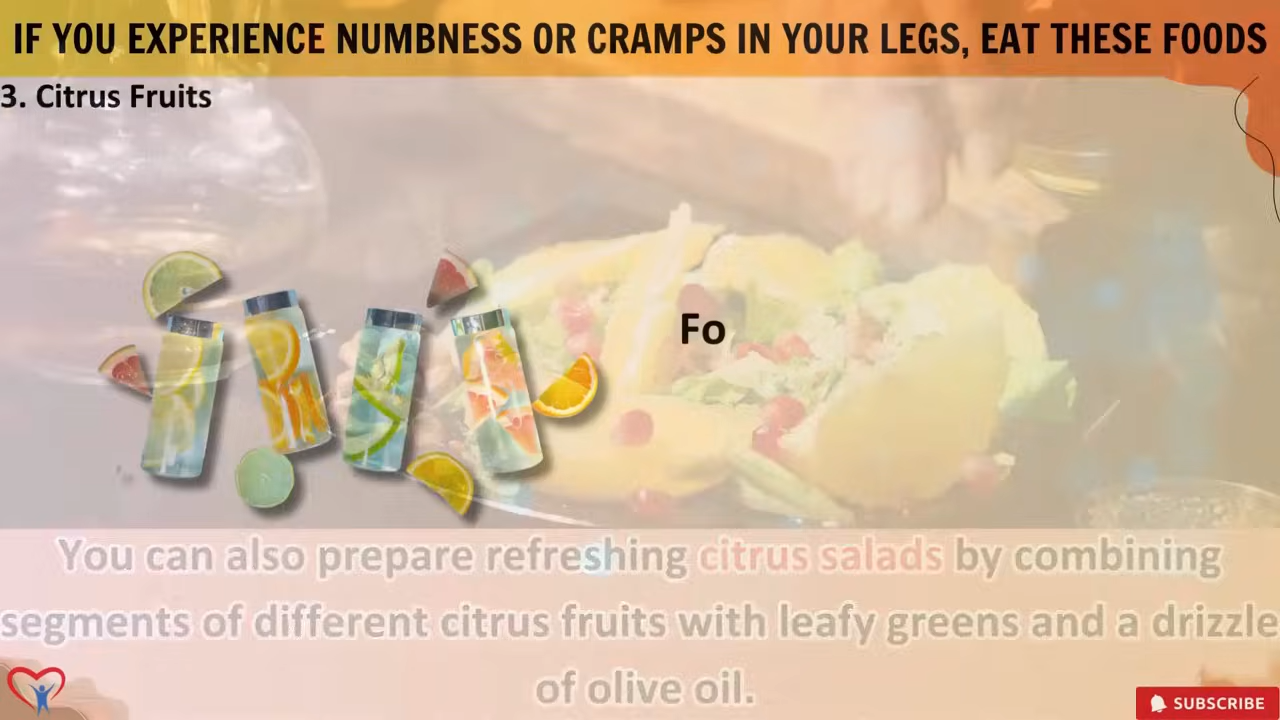 IF YOU EXPERIENCE NUMBNESS OR CRAMPS IN YOUR LEGS, EAT THESE FOODS
3. Citrus Fruits
Fo
You can also prepare refreshing citrus salads by combining
segments of different citrus fruits with leafy greens and a drizzle
of olive oil.
SUBSCRIBE